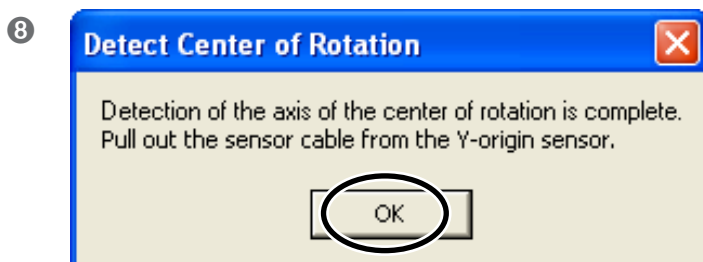 8
Detect Center of Rotation
Detection of the axis of the center of rotation is complete.
Pull out the sensor cable from the Y-origin sensor.
OK